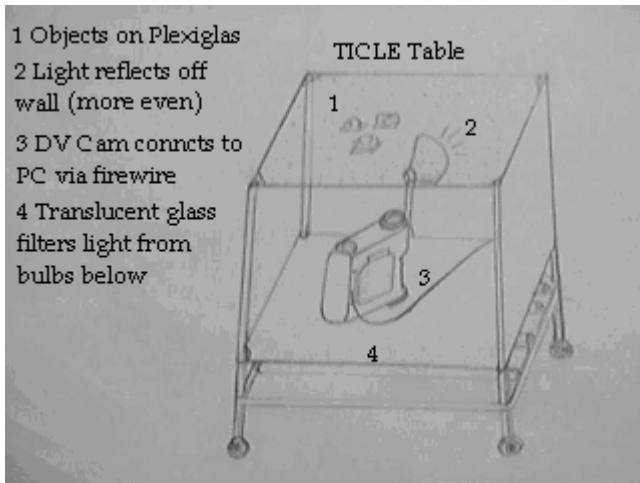 1 Objects on Plexiglas
2 Light reflects off
wall (more even)
3 DV Cam conncts to
PC via firewire
4 Translucent glass
filters light from
bulbs below
TICLE Table
1
2
3
4